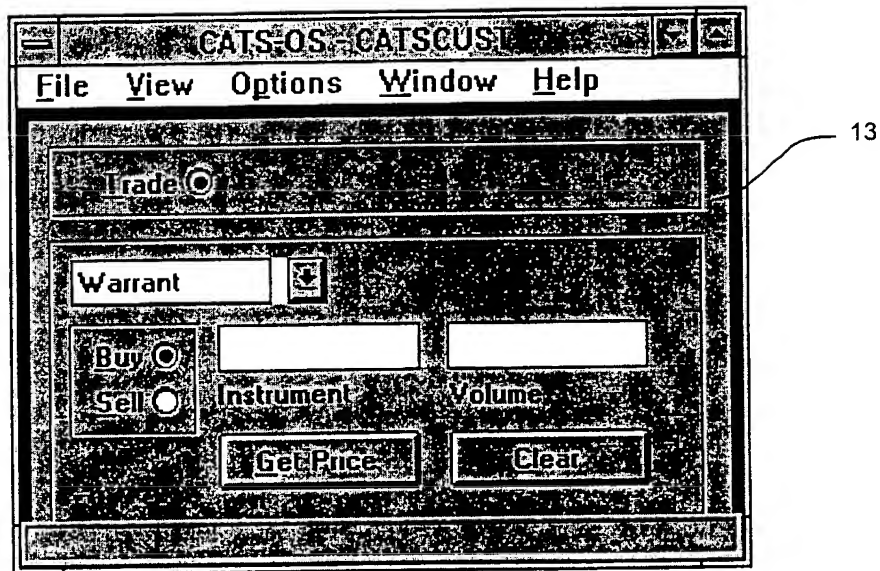 CATS-OS - CATSCUST
File View Options Window Help
13
Trade
Warrant
Buy
Sell
Instrument Volume
Get Price Clear